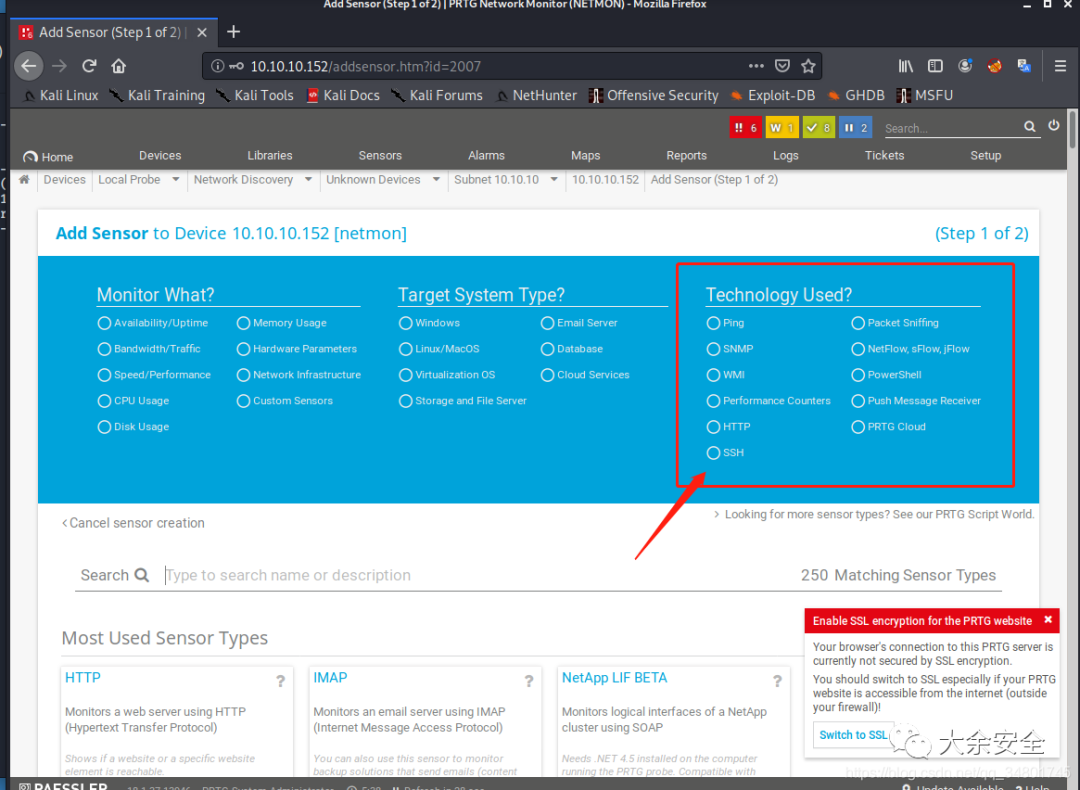 Add Sensor (Step 1 of 2) | PRTG Network Monitor (NETMON) - Mozilla Firefox
Add Sensor (Step 1 of 2) |
10.10.10.152/addsensor.htm?id=2007
Kali Linux Kali Training Kali Tools Kali Docs Kali Forums NetHunter Offensive Security Exploit-DB GHDB MSFU
!! 6 W 1 8 2 Search...
Home Devices Libraries Sensors Alarms Maps Reports Logs Tickets Setup
Devices Local Probe Network Discovery Unknown Devices Subnet 10.10.10 10.10.10.152 Add Sensor (Step 1 of 2)
Add Sensor to Device 10.10.10.152 [netmon] (Step 1 of 2)
Monitor What?
Availability/Uptime Memory Usage
Bandwidth/Traffic Hardware Parameters
Speed/Performance Network Infrastructure
CPU Usage Custom Sensors
Disk Usage
Target System Type?
Windows Email Server
Linux/MacOS Database
Virtualization OS Cloud Services
Storage and File Server
Technology Used?
Ping Packet Sniffing
SNMP NetFlow, sFlow, jFlow
WMI PowerShell
Performance Counters Push Message Receiver
HTTP PRTG Cloud
SSH
< Cancel sensor creation
> Looking for more sensor types? See our PRTG Script World.
Search Type to search name or description 250 Matching Sensor Types
Most Used Sensor Types
HTTP ?
Monitors a web server using HTTP
(Hypertext Transfer Protocol)
Shows if a website or a specific website
element is reachable.
IMAP ?
Monitors an email server using IMAP
(Internet Message Access Protocol)
You can also use this sensor to monitor
backup solutions that send emails (content
NetApp LIF BETA ?
Monitors logical interfaces of a NetApp
cluster using SOAP
Needs .NET 4.5 installed on the computer
running the PRTG probe. Compatible with
Enable SSL encryption for the PRTG website
Your browser's connection to this PRTG server is
currently not secured by SSL encryption.
You should switch to SSL especially if your PRTG
website is accessible from the internet (outside
your firewall)!
Switch to SSL
大余安全
PAESSLER PRTG System Administrator 5:20 Update Available ? Help